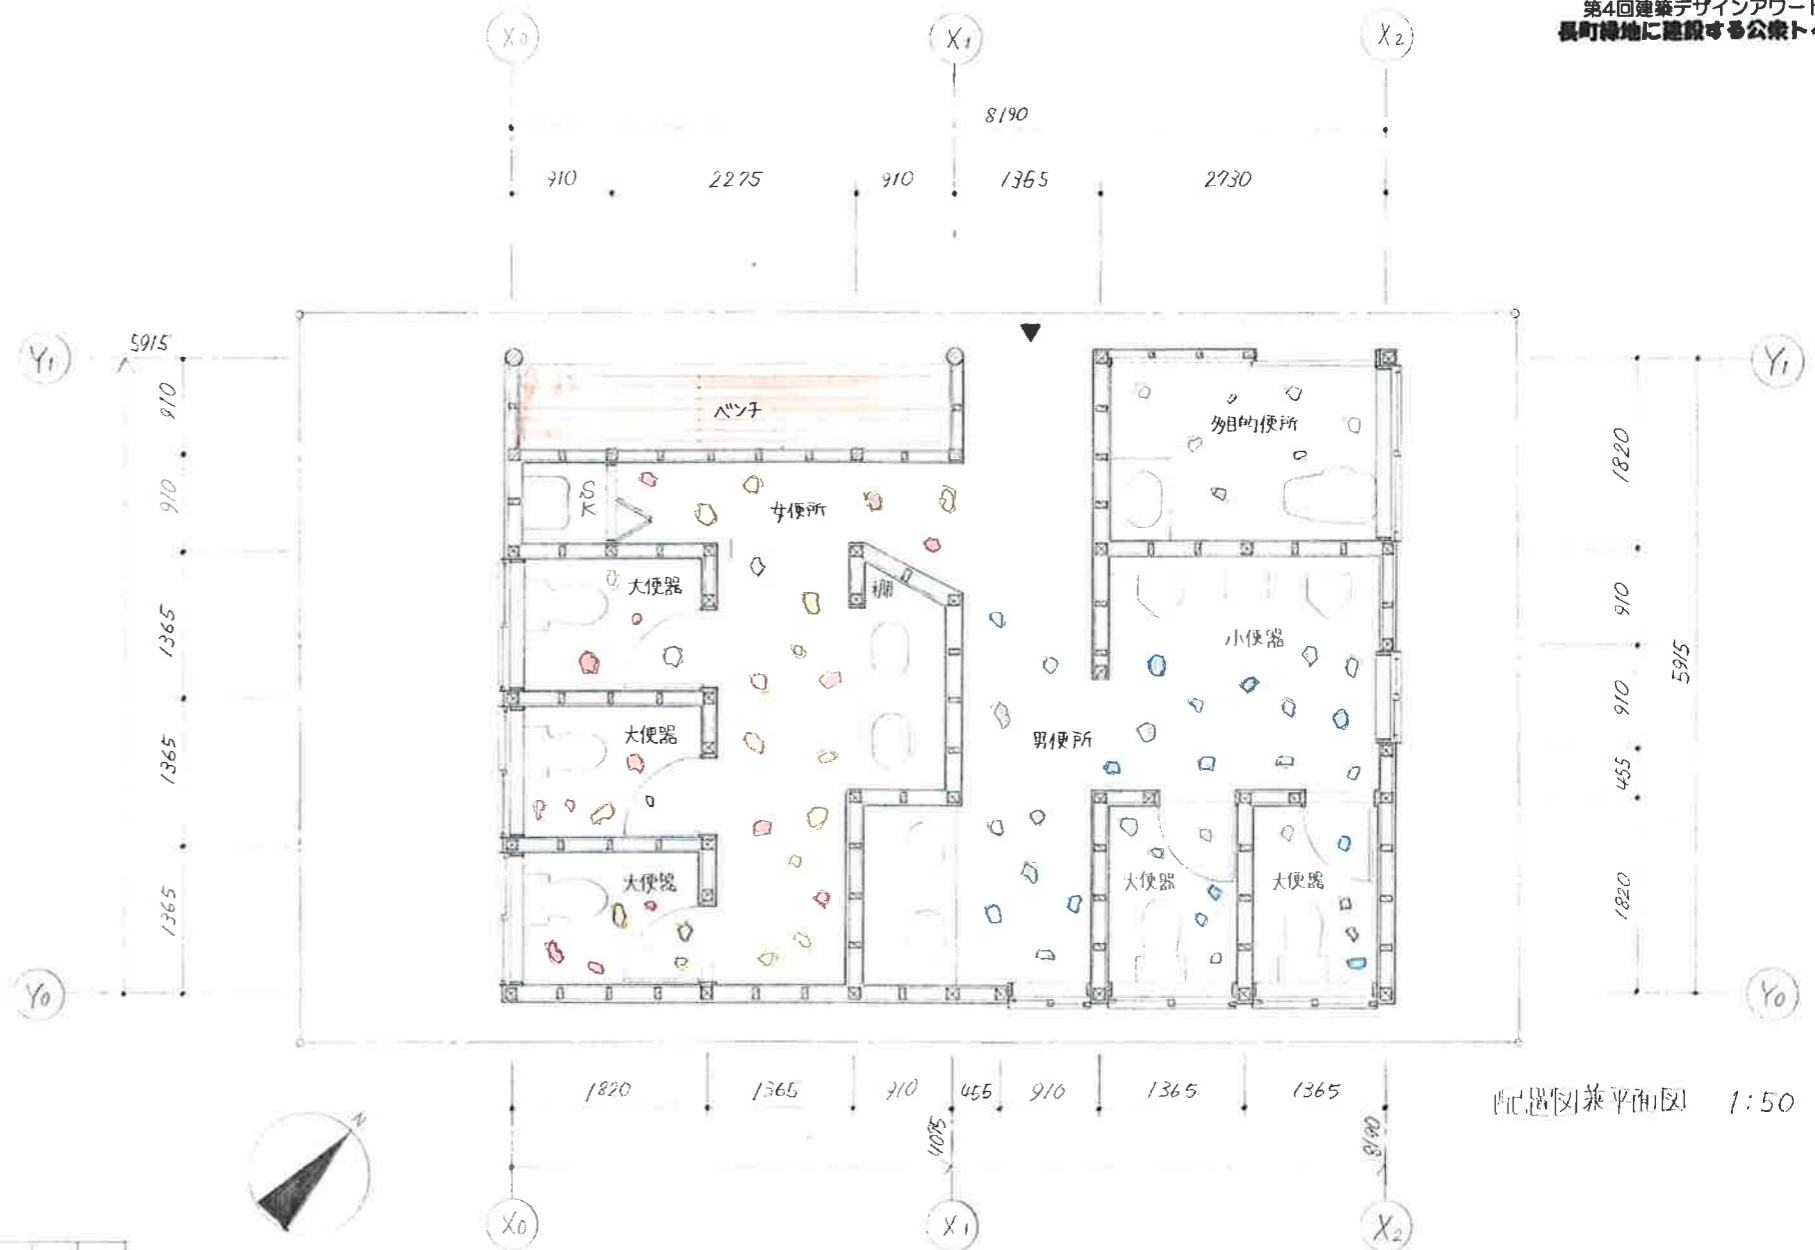 第4回建築デザインアワード
長町緑地に建設する公衆ト
X0
X1
X2
8190
910
2275
910
1365
2730
Y1
5915
Y1
910
910
1365
1365
1365
1820
910
910
455
1820
5915
ベンチ
多目的便所
SK
女便所
大便器
棚
小便器
大便器
男便所
大便器
大便器
大便器
Y0
Y0
1820
1365
910
455
910
1365
1365
4095
8190
配置図兼平面図 1:50
N
X0
X1
X2